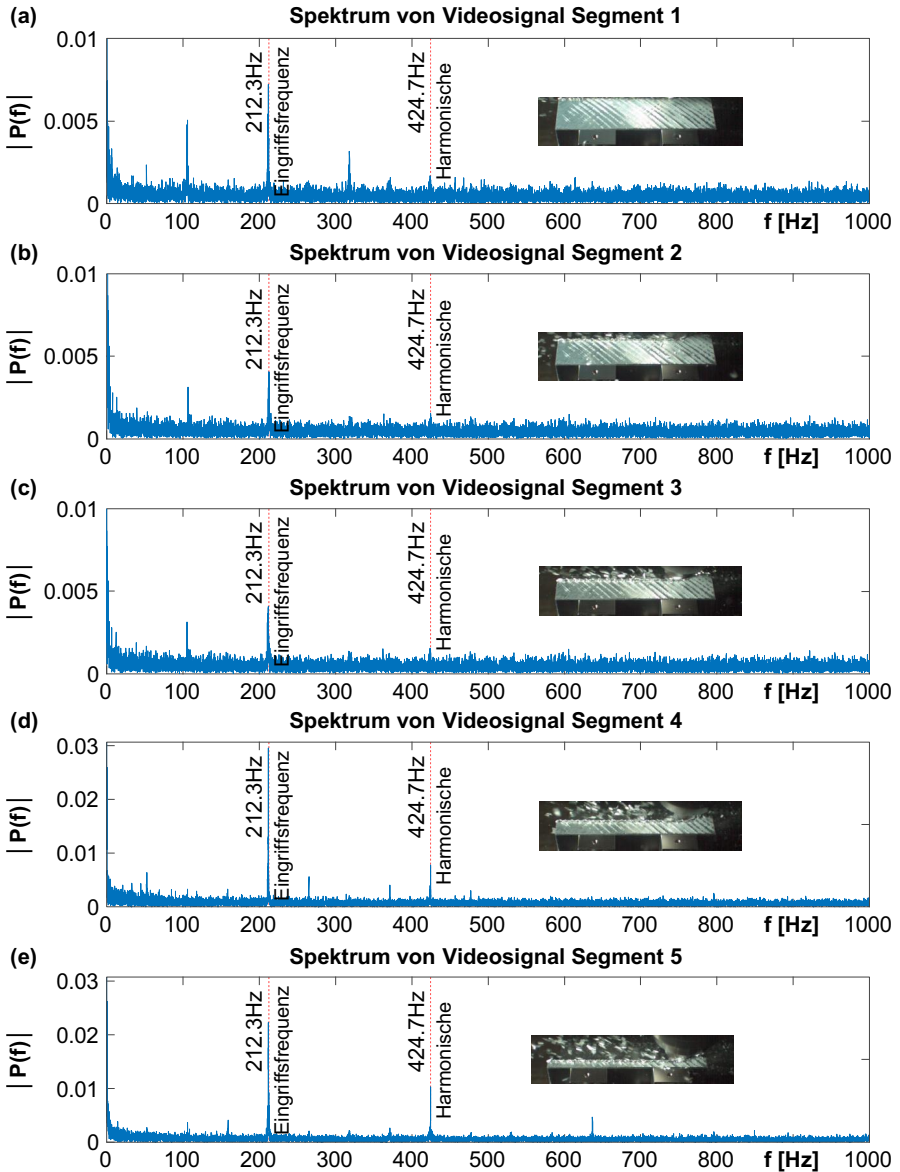 (a)
Spektrum von Videosignal Segment 1
0.01
0.005
0
|P(f)|
212.3Hz
Eingriffsfrequenz
424.7Hz
Harmonische
0 100 200 300 400 500 600 700 800 1000
f [Hz]
(b)
Spektrum von Videosignal Segment 2
0.01
0.005
0
|P(f)|
212.3Hz
Eingriffsfrequenz
424.7Hz
Harmonische
0 100 200 300 400 500 600 700 800 1000
f [Hz]
(c)
Spektrum von Videosignal Segment 3
0.01
0.005
0
|P(f)|
212.3Hz
Eingriffsfrequenz
424.7Hz
Harmonische
0 100 200 300 400 500 600 700 800 1000
f [Hz]
(d)
Spektrum von Videosignal Segment 4
0.03
0.02
0.01
0
|P(f)|
212.3Hz
Eingriffsfrequenz
424.7Hz
Harmonische
0 100 200 300 400 500 600 700 800 1000
f [Hz]
(e)
Spektrum von Videosignal Segment 5
0.03
0.02
0.01
0
|P(f)|
212.3Hz
Eingriffsfrequenz
424.7Hz
Harmonische
0 100 200 300 400 500 600 700 800 1000
f [Hz]